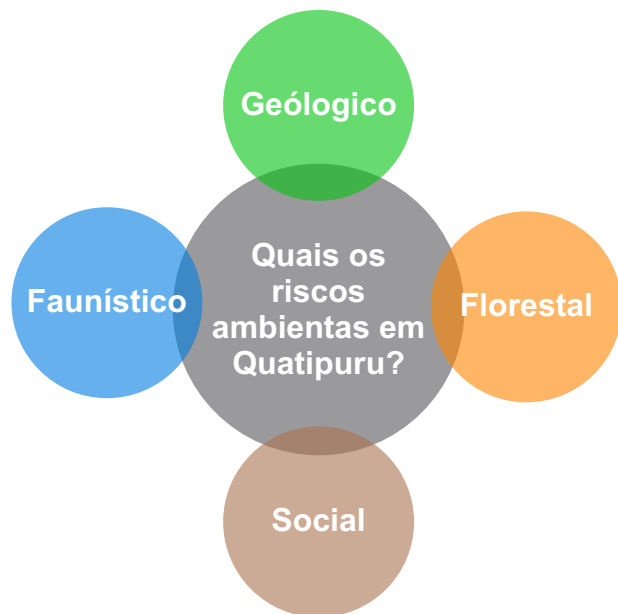 Geólogico
Quais os
riscos
ambientas em
Quatipuru?
Faunístico
Florestal
Social